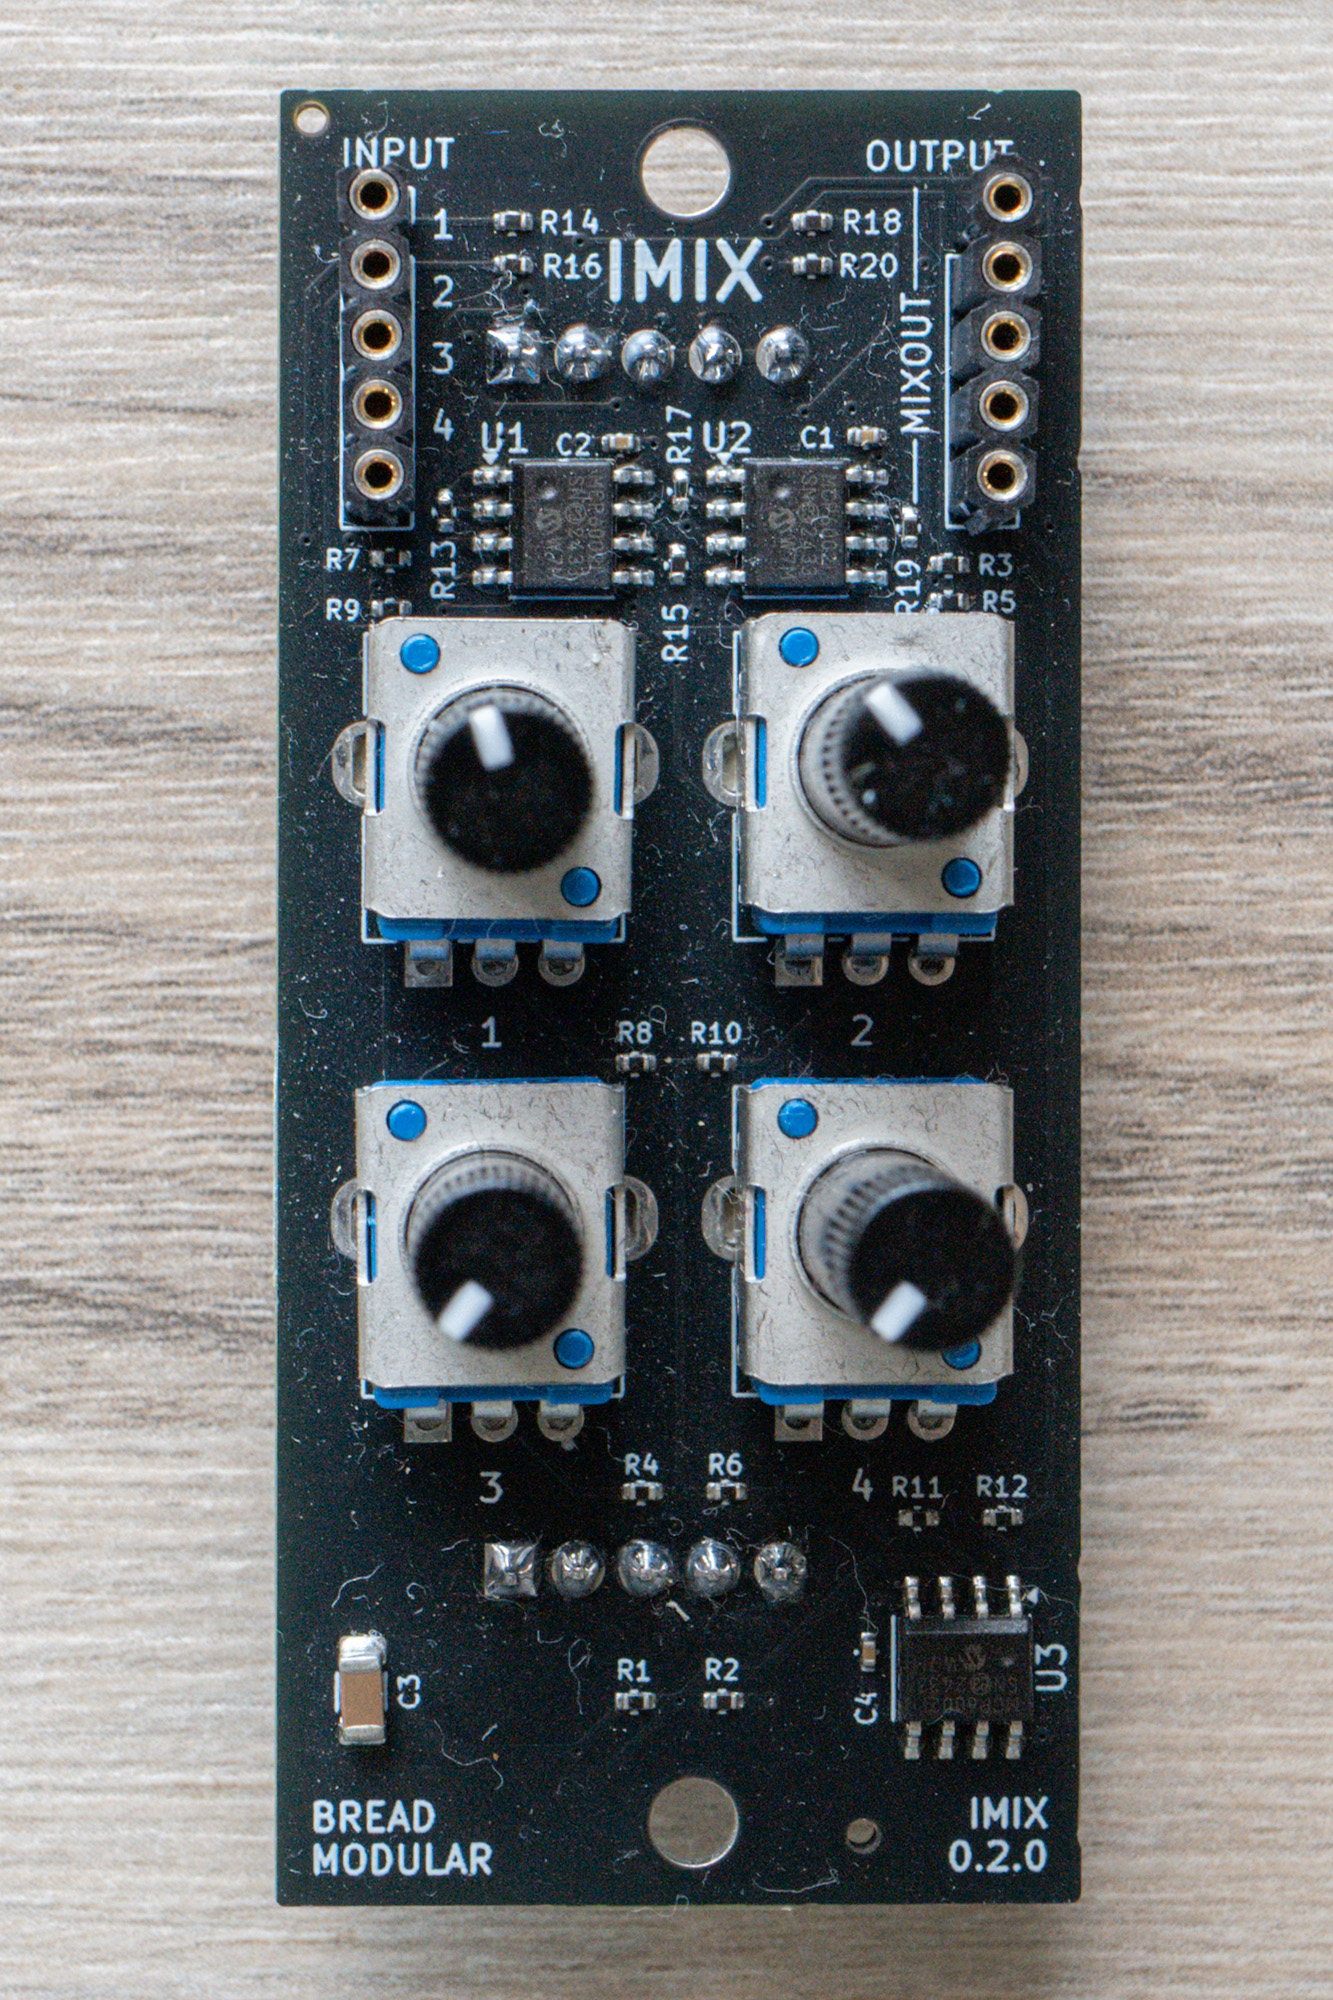 INPUT
OUTPUT
1
R14
R18
IMIX
2
R16
R20
3
MIXOUT
4
U1
C2
R17
U2
C1
R7
R13
R19
R3
R9
R15
R5
1
R8
R10
2
3
R4
R6
4
R11
R12
R1
R2
C3
C4
U3
BREAD
MODULAR
IMIX
0.2.0